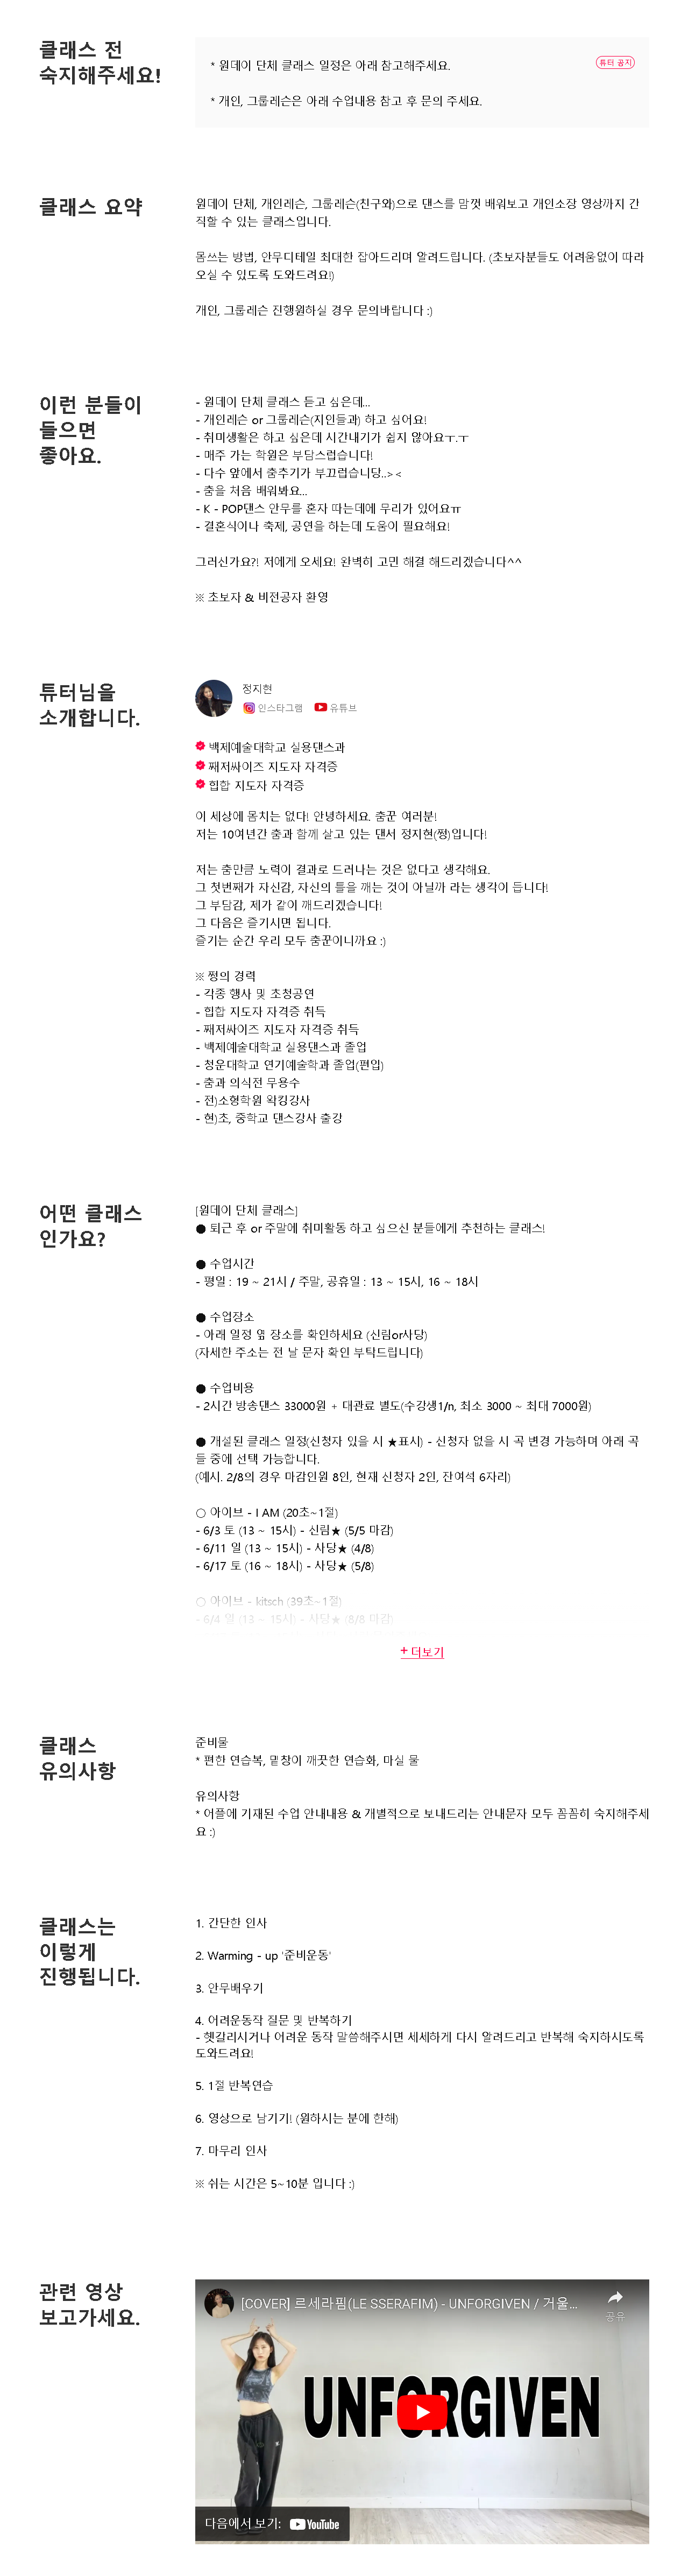 클래스 전
숙지해주세요!
* 원데이 단체 클래스 일정은 아래 참고해주세요.
튜터 공지
* 개인, 그룹레슨은 아래 수업내용 참고 후 문의 주세요.
클래스 요약
원데이 단체, 개인레슨, 그룹레슨(친구와)으로 댄스를 맘껏 배워보고 개인소장 영상까지 간
직할 수 있는 클래스입니다.
몸쓰는 방법, 안무디테일 최대한 잡아드리며 알려드립니다. (초보자분들도 어려움없이 따라
오실 수 있도록 도와드려요!)
개인, 그룹레슨 진행원하실 경우 문의바랍니다 :)
이런 분들이
들으면
좋아요.
- 원데이 단체 클래스 듣고 싶은데...
- 개인레슨 or 그룹레슨(지인들과) 하고 싶어요!
- 취미생활은 하고 싶은데 시간내기가 쉽지 않아요ㅜ.ㅜ
- 매주 가는 학원은 부담스럽습니다!
- 다수 앞에서 춤추기가 부끄럽습니당..> <
- 춤을 처음 배워봐요...
- K - POP댄스 안무를 혼자 따는데에 무리가 있어요ㅠ
- 결혼식이나 축제, 공연을 하는데 도움이 필요해요!
그러신가요?! 저에게 오세요! 완벽히 고민 해결 해드리겠습니다^^
※ 초보자 & 비전공자 환영
튜터님을
소개합니다.
정지현
인스타그램 유튜브
백제예술대학교 실용댄스과
째저싸이즈 지도자 자격증
힙합 지도자 자격증
이 세상에 몸치는 없다! 안녕하세요. 춤꾼 여러분!
저는 10여년간 춤과 함께 살고 있는 댄서 정지현(쩡)입니다!
저는 춤만큼 노력이 결과로 드러나는 것은 없다고 생각해요.
그 첫번째가 자신감, 자신의 틀을 깨는 것이 아닐까 라는 생각이 듭니다!
그 부담감, 제가 같이 깨드리겠습니다!
그 다음은 즐기시면 됩니다.
즐기는 순간 우리 모두 춤꾼이니까요 :)
※ 쩡의 경력
- 각종 행사 및 초청공연
- 힙합 지도자 자격증 취득
- 째저싸이즈 지도자 자격증 취득
- 백제예술대학교 실용댄스과 졸업
- 청운대학교 연기예술학과 졸업(편입)
- 춤과 의식전 무용수
- 전)소형학원 왁킹강사
- 현)초, 중학교 댄스강사 출강
어떤 클래스
인가요?
[원데이 단체 클래스]
● 퇴근 후 or 주말에 취미활동 하고 싶으신 분들에게 추천하는 클래스!
● 수업시간
- 평일 : 19 ~ 21시 / 주말, 공휴일 : 13 ~ 15시, 16 ~ 18시
● 수업장소
- 아래 일정 옆 장소를 확인하세요 (신림or사당)
(자세한 주소는 전 날 문자 확인 부탁드립니다)
● 수업비용
- 2시간 방송댄스 33000원 + 대관료 별도(수강생1/n, 최소 3000 ~ 최대 7000원)
● 개설된 클래스 일정(신청자 있을 시 ★표시) - 신청자 없을 시 곡 변경 가능하며 아래 곡
들 중에 선택 가능합니다.
(예시. 2/8의 경우 마감인원 8인, 현재 신청자 2인, 잔여석 6자리)
○ 아이브 - I AM (20초~1절)
- 6/3 토 (13 ~ 15시) - 신림★ (5/5 마감)
- 6/11 일 (13 ~ 15시) - 사당★ (4/8)
- 6/17 토 (16 ~ 18시) - 사당★ (5/8)
○ 아이브 - kitsch (39초~1절)
- 6/4 일 (13 ~ 15시) - 사당★ (8/8 마감)
+ 더보기
클래스
유의사항
준비물
* 편한 연습복, 밑창이 깨끗한 연습화, 마실 물
유의사항
* 어플에 기재된 수업 안내내용 & 개별적으로 보내드리는 안내문자 모두 꼼꼼히 숙지해주세
요 :)
클래스는
이렇게
진행됩니다.
1. 간단한 인사
2. Warming - up '준비운동'
3. 안무배우기
4. 어려운동작 질문 및 반복하기
- 헷갈리시거나 어려운 동작 말씀해주시면 세세하게 다시 알려드리고 반복해 숙지하시도록
도와드려요!
5. 1절 반복연습
6. 영상으로 남기기! (원하시는 분에 한해)
7. 마무리 인사
※ 쉬는 시간은 5~10분 입니다 :)
관련 영상
보고가세요.
[COVER] 르세라핌(LE SSERAFIM) - UNFORGIVEN / 거울...
공유
UNFORGIVEN
다음에서 보기: YouTube